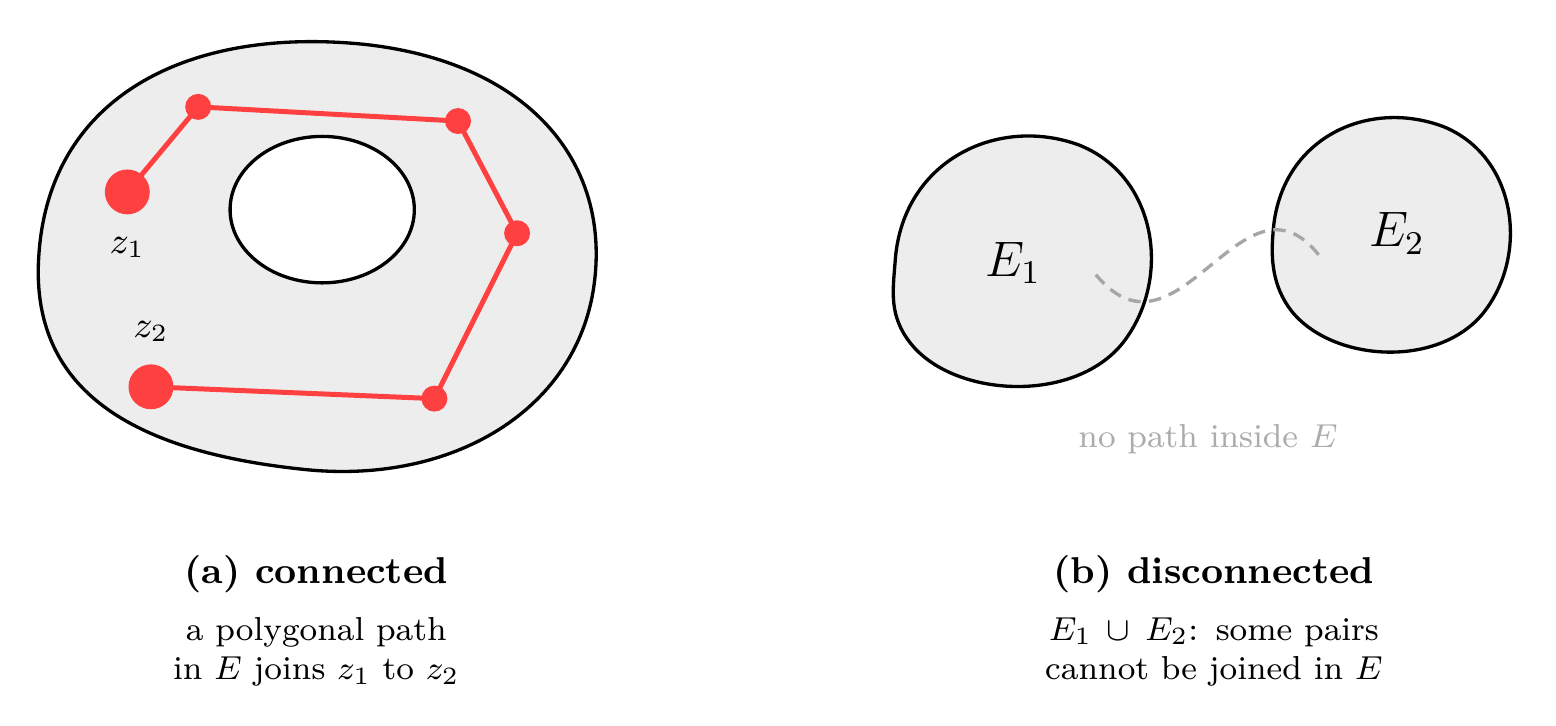 z₁
z₂
E₁
E₂
no path inside E
(a) connected
a polygonal path
in E joins z₁ to z₂
(b) disconnected
E₁ ∪ E₂: some pairs
cannot be joined in E